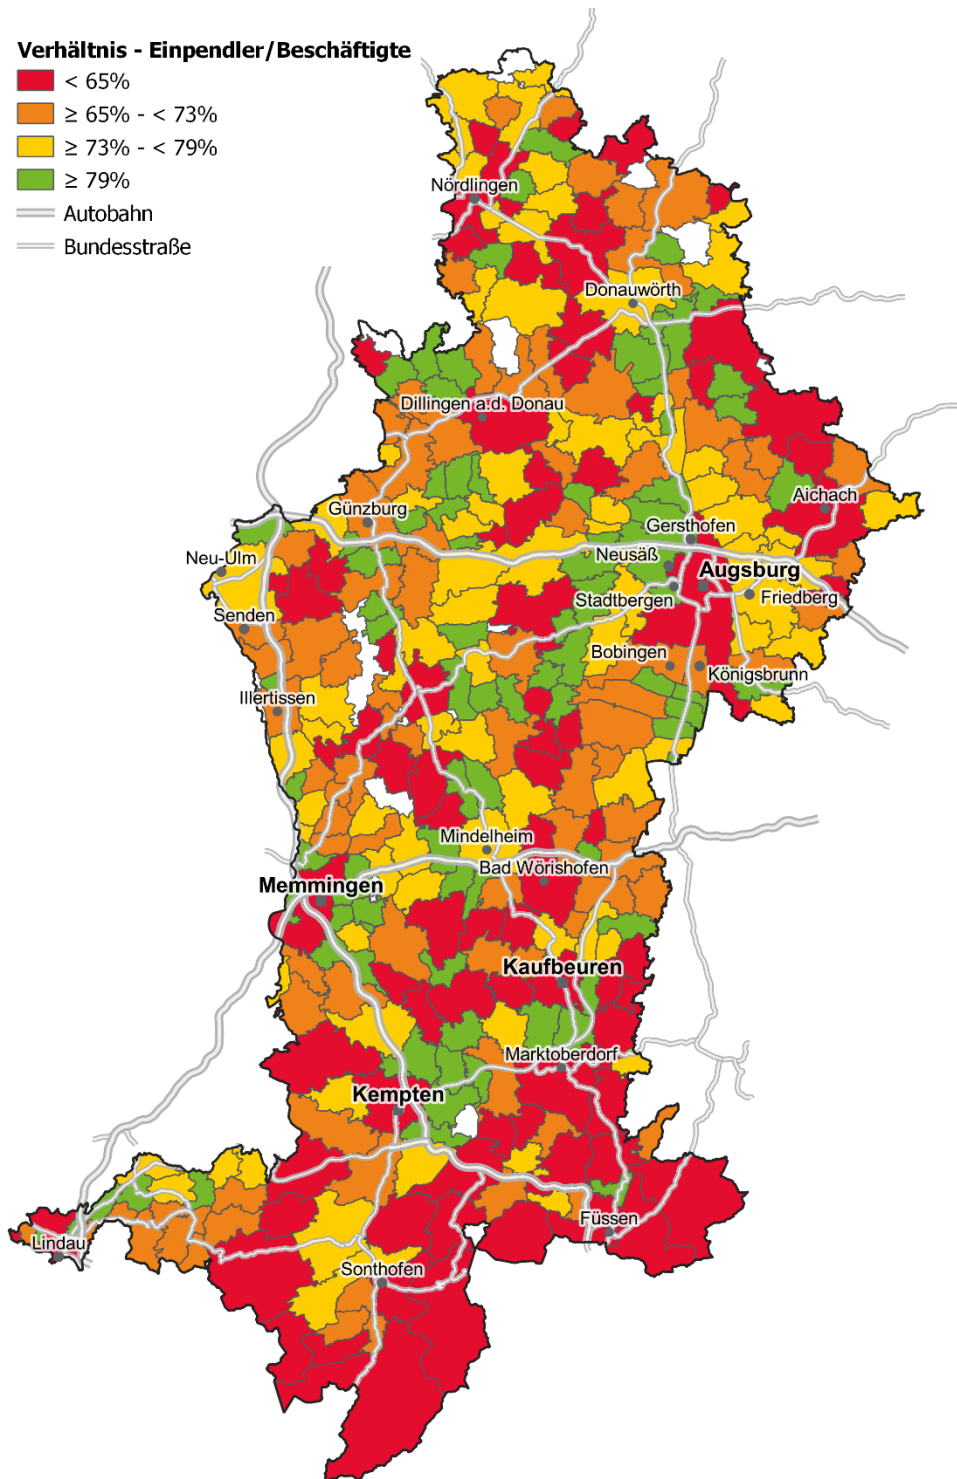 Verhältnis - Einpendler/Beschäftigte
< 65%
≥ 65% - < 73%
≥ 73% - < 79%
≥ 79%
Autobahn
Bundesstraße
Nördlingen
Donauwörth
Dillingen a.d. Donau
Aichach
Günzburg
Gersthofen
Neu-Ulm
Neusäß
Augsburg
Stadtbergen
Friedberg
Senden
Bobingen
Königsbrunn
Illertissen
Mindelheim
Bad Wörishofen
Memmingen
Kaufbeuren
Marktoberdorf
Kempten
Füssen
Lindau
Sonthofen